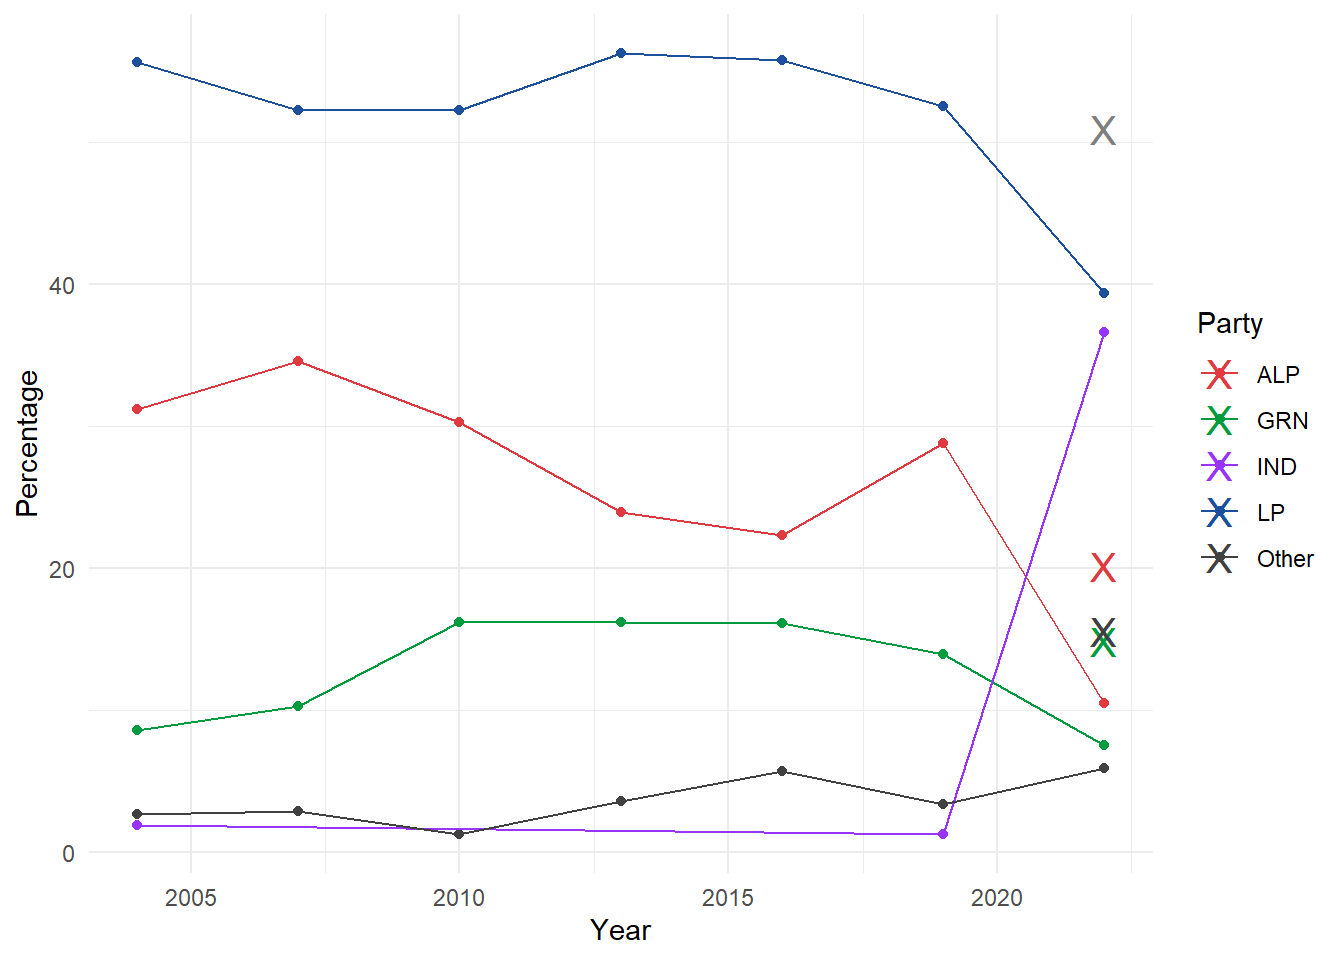 Percentage
40
20
0
2005 2010 2015 2020
Year
X
X
X
X
Party
X ALP
X GRN
X IND
X LP
X Other